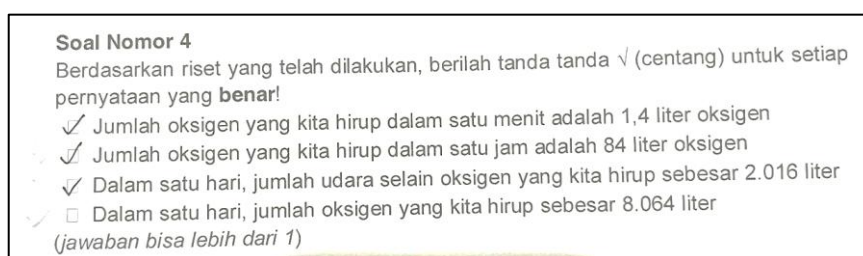 Soal Nomor 4
Berdasarkan riset yang telah dilakukan, berilah tanda tanda √ (centang) untuk setiap
pernyataan yang benar!
☑ Jumlah oksigen yang kita hirup dalam satu menit adalah 1,4 liter oksigen
☑ Jumlah oksigen yang kita hirup dalam satu jam adalah 84 liter oksigen
☑ Dalam satu hari, jumlah udara selain oksigen yang kita hirup sebesar 2.016 liter
☐ Dalam satu hari, jumlah oksigen yang kita hirup sebesar 8.064 liter
(jawaban bisa lebih dari 1)